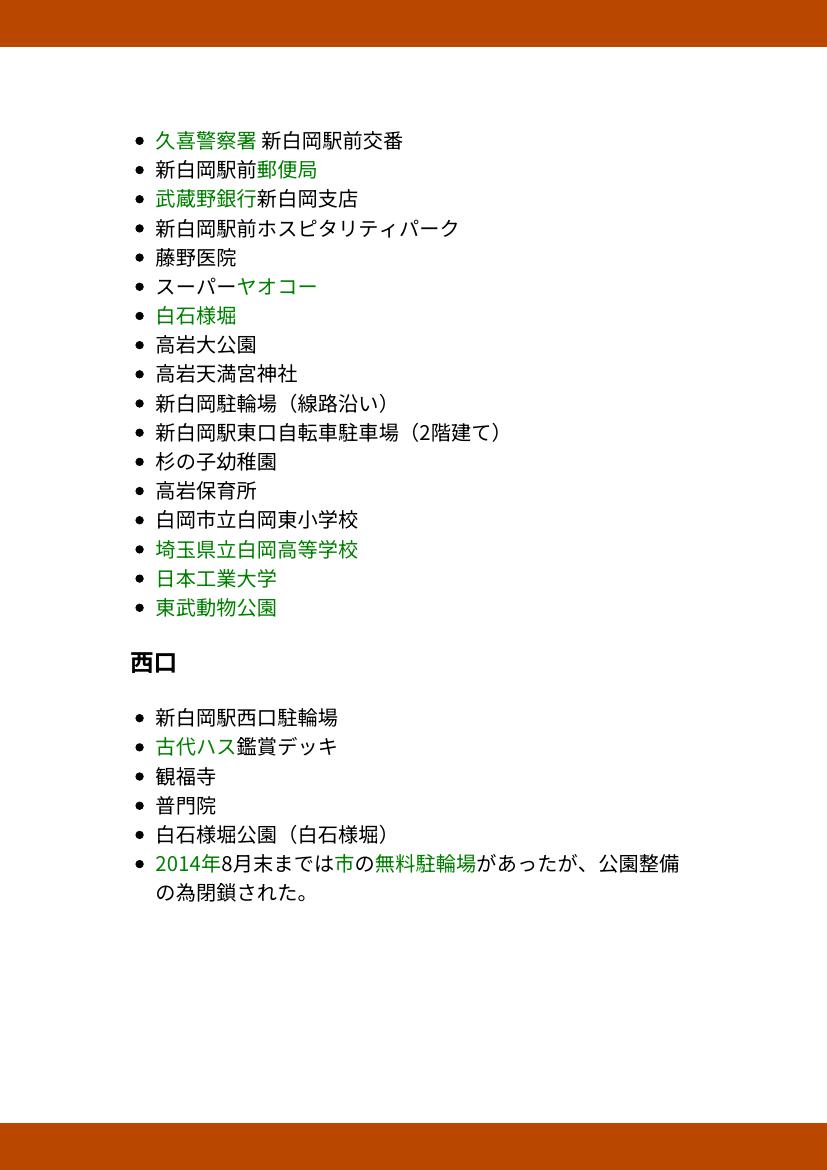 久喜警察署 新白岡駅前交番
新白岡駅前郵便局
武蔵野銀行新白岡支店
新白岡駅前ホスピタリティパーク
藤野医院
スーパーヤオコー
白石様堀
高岩大公園
高岩天満宮神社
新白岡駐輪場（線路沿い）
新白岡駅東口自転車駐車場（2階建て）
杉の子幼稚園
高岩保育所
白岡市立白岡東小学校
埼玉県立白岡高等学校
日本工業大学
東武動物公園
西口
新白岡駅西口駐輪場
古代ハス鑑賞デッキ
観福寺
普門院
白石様堀公園（白石様堀）
2014年8月末までは市の無料駐輪場があったが、公園整備
の為閉鎖された。